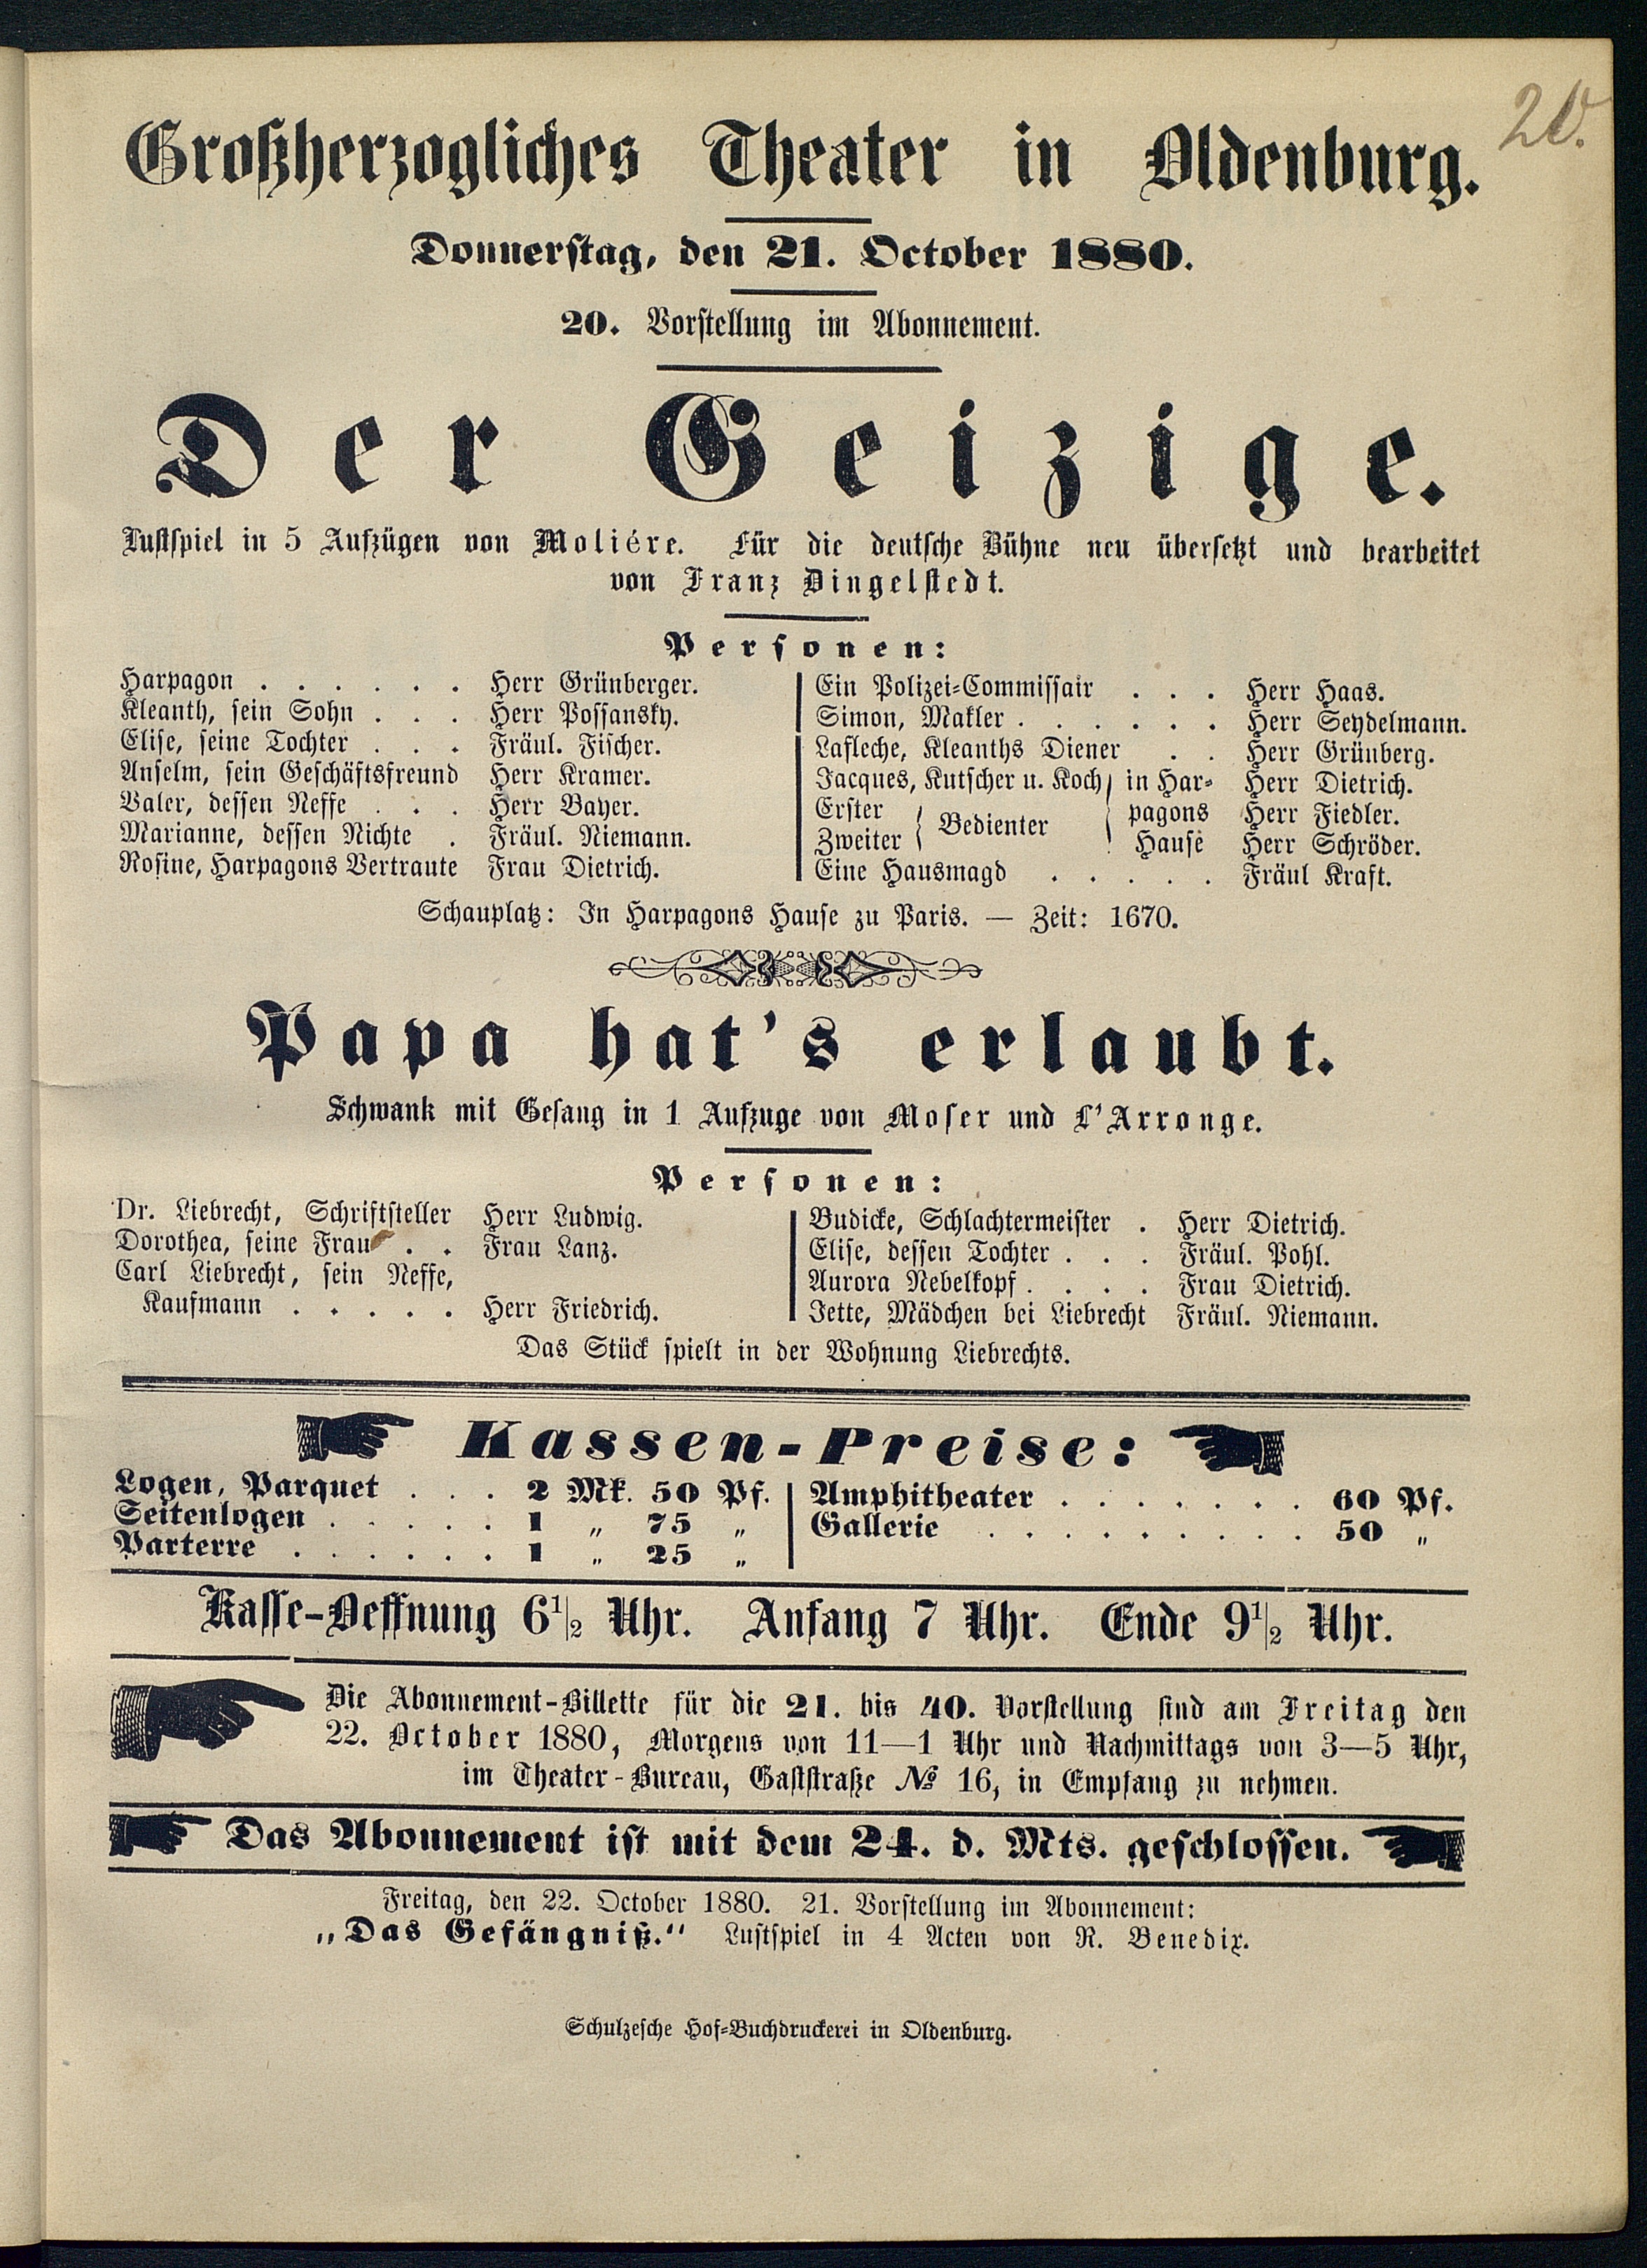 20.
Großherzogliches Theater in Oldenburg.
Donnerstag, den 21. October 1880.
20. Vorstellung im Abonnement.
Der Geizige.
Lustspiel in 5 Aufzügen von Moliére. Für die deutsche Bühne neu übersetzt und bearbeitet
von Franz Dingelstedt.
Personen:
Harpagon . . . . . . Herr Grünberger.
Kleanth, sein Sohn . . . Herr Possansky.
Elise, seine Tochter . . . Fräul. Fischer.
Anselm, sein Geschäftsfreund Herr Kramer.
Valer, dessen Neffe . . . Herr Bayer.
Marianne, dessen Nichte . Fräul. Niemann.
Rosine, Harpagons Vertraute Frau Dietrich.
Ein Polizei-Commissair . . . Herr Haas.
Simon, Makler . . . . . . Herr Seydelmann.
Lafleche, Kleanths Diener . . Herr Grünberg.
Jacques, Kutscher u. Koch) in Har- Herr Dietrich.
Erster { Bedienter } pagons Herr Fiedler.
Zweiter Hause Herr Schröder.
Eine Hausmagd . . . . . Fräul Kraft.
Schauplatz: In Harpagons Hause zu Paris. — Zeit: 1670.
Papa hat's erlaubt.
Schwank mit Gesang in 1 Aufzuge von Moser und L'Arronge.
Personen:
Dr. Liebrecht, Schriftsteller Herr Ludwig.
Dorothea, seine Frau . . Frau Lanz.
Carl Liebrecht, sein Neffe,
Kaufmann . . . . . Herr Friedrich.
Budicke, Schlachtermeister . Herr Dietrich.
Elise, dessen Tochter . . . Fräul. Pohl.
Aurora Nebelkopf . . . . Frau Dietrich.
Jette, Mädchen bei Liebrecht Fräul. Niemann.
Das Stück spielt in der Wohnung Liebrechts.
Kassen-Preise:
Logen, Parquet . . . 2 Mk. 50 Pf.
Seitenlogen . . . . . 1 „ 75 „
Parterre . . . . . . 1 „ 25 „
Amphitheater . . . . . . . 60 Pf.
Gallerie . . . . . . . . . 50 „
Kasse-Oeffnung 6½ Uhr. Anfang 7 Uhr. Ende 9½ Uhr.
Die Abonnement-Billette für die 21. bis 40. Vorstellung sind am Freitag den
22. October 1880, Morgens von 11—1 Uhr und Nachmittags von 3—5 Uhr,
im Theater-Bureau, Gaststraße № 16, in Empfang zu nehmen.
Das Abonnement ist mit dem 24. d. Mts. geschlossen.
Freitag, den 22. October 1880. 21. Vorstellung im Abonnement:
„Das Gefängniß.“ Lustspiel in 4 Acten von R. Benedix.
Schulzesche Hof-Buchdruckerei in Oldenburg.